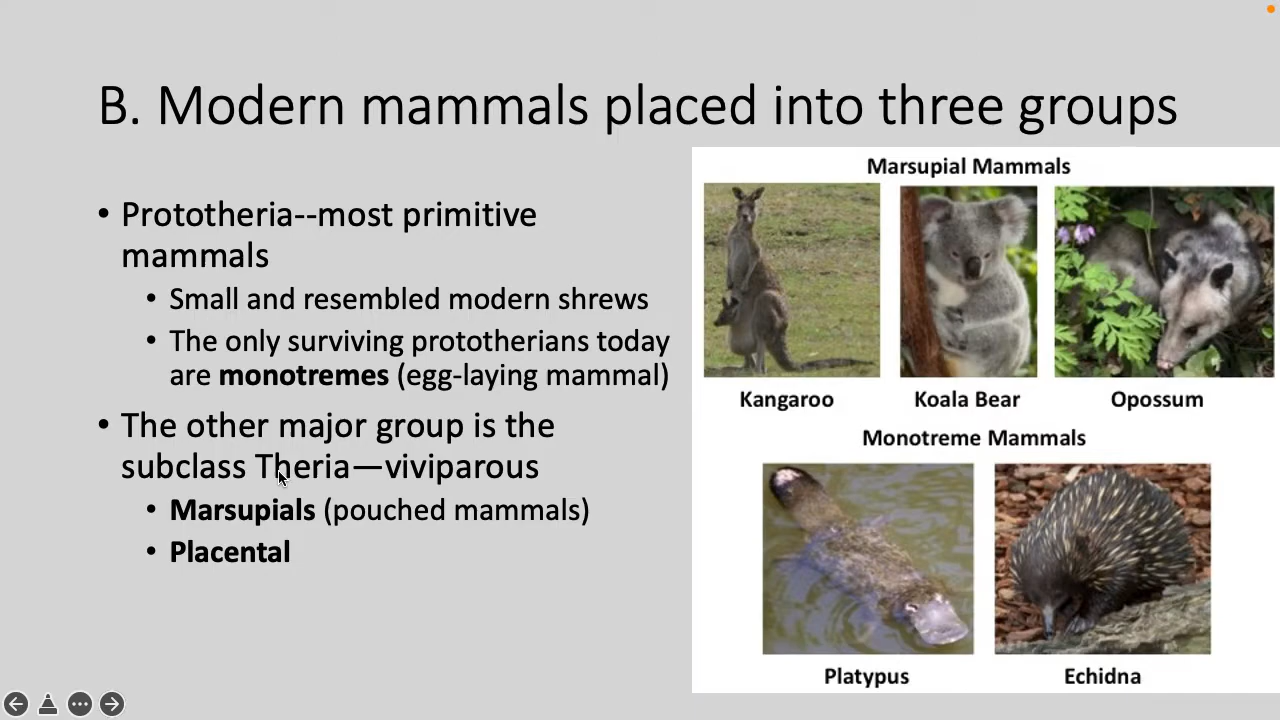 B. Modern mammals placed into three groups
• Prototheria--most primitive
mammals
• Small and resembled modern shrews
• The only surviving prototherians today
are monotremes (egg-laying mammal)
• The other major group is the
subclass Theria—viviparous
• Marsupials (pouched mammals)
• Placental
Marsupial Mammals
Kangaroo
Koala Bear
Opossum
Monotreme Mammals
Platypus
Echidna